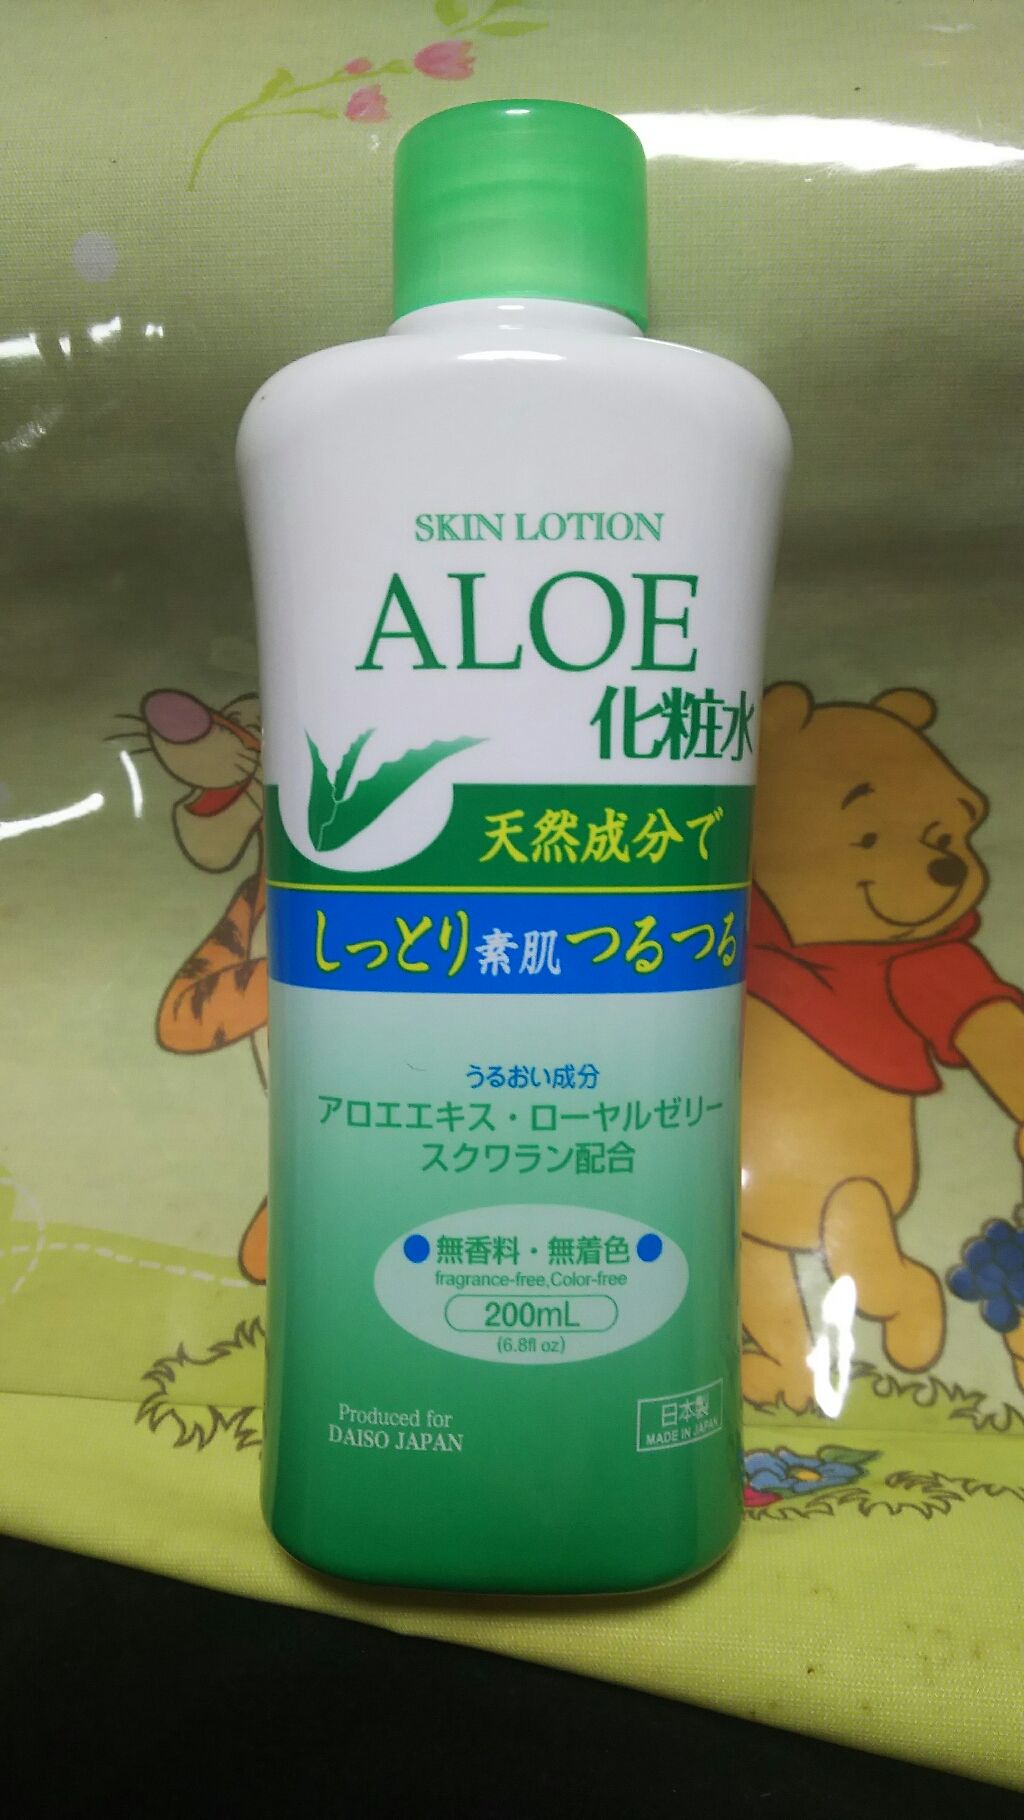 SKIN LOTION
ALOE
化粧水
天然成分で
しっとり素肌つるつる
うるおい成分
アロエエキス・ローヤルゼリー
スクワラン配合
無香料・無着色
fragrance-free,Color-free
200mL
(6.8fl oz)
Produced for
DAISO JAPAN
日本製
MADE IN JAPAN